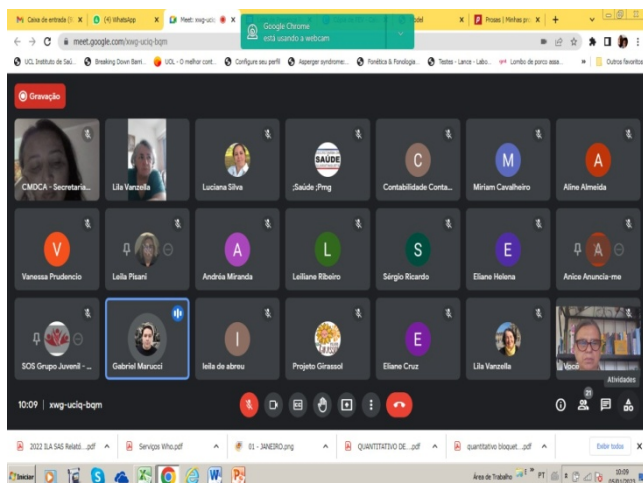 Caixa de entrada (1
(4) WhatsApp
Meet: xwg-uciq
Google Chrome
está usando a webcam
Prosas | Minhas pr
meet.google.com/xwg-uciq-bqm
UCL Instituto de Saú...
Breaking Down Barri...
UOL - O melhor cont...
Configure seu perfil
Asperger syndrome:...
Fonética & Fonologia...
Testes - Lance - Labo...
Lombo de porco assa...
Outros favoritos
Gravação
CMDCA - Secretaria...
Lila Vanzella
Luciana Silva
;Saúde ;Pmg
SAÚDE
C
Contabilidade Conta...
M
Miriam Cavalheiro
A
Aline Almeida
V
Vanessa Prudencio
Leila Pisani
A
Andréa Miranda
L
Leiliane Ribeiro
S
Sérgio Ricardo
E
Eliane Helena
A
Anice Anuncia-me
SOS Grupo Juvenil - ...
Gabriel Marucci
l
leila de abreu
Projeto Girassol
E
Eliane Cruz
Lila Vanzella
Você
Atividades
10:09 | xwg-uciq-bqm
21
2022 ILA SAS Relató....pdf
Serviços Who.pdf
01 - JANEIRO.png
QUANTITATIVO DE....pdf
quantitativo bloquet....pdf
Exibir todos
Iniciar
Área de Trabalho
PT
10:09